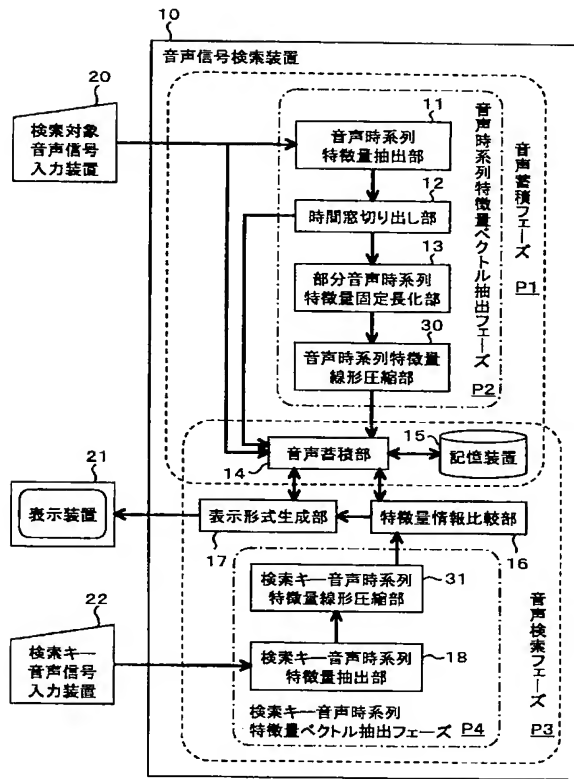 10
音声信号検索装置
20
検索対象
音声信号
入力装置
11
音声時系列
特徴量抽出部
12
時間窓切り出し部
13
部分音声時系列
特徴量固定長化部
30
音声時系列特徴量
線形圧縮部
P2
音声時系列特徴量ベクトル抽出フェーズ
音声蓄積フェーズ
P1
音声蓄積部
14
15
記憶装置
21
表示装置
表示形式生成部
17
特徴量情報比較部
16
22
検索キー
音声信号
入力装置
検索キー音声時系列
特徴量線形圧縮部
31
検索キー音声時系列
特徴量抽出部
18
検索キー音声時系列
特徴量ベクトル抽出フェーズ
P4
音声検索フェーズ
P3